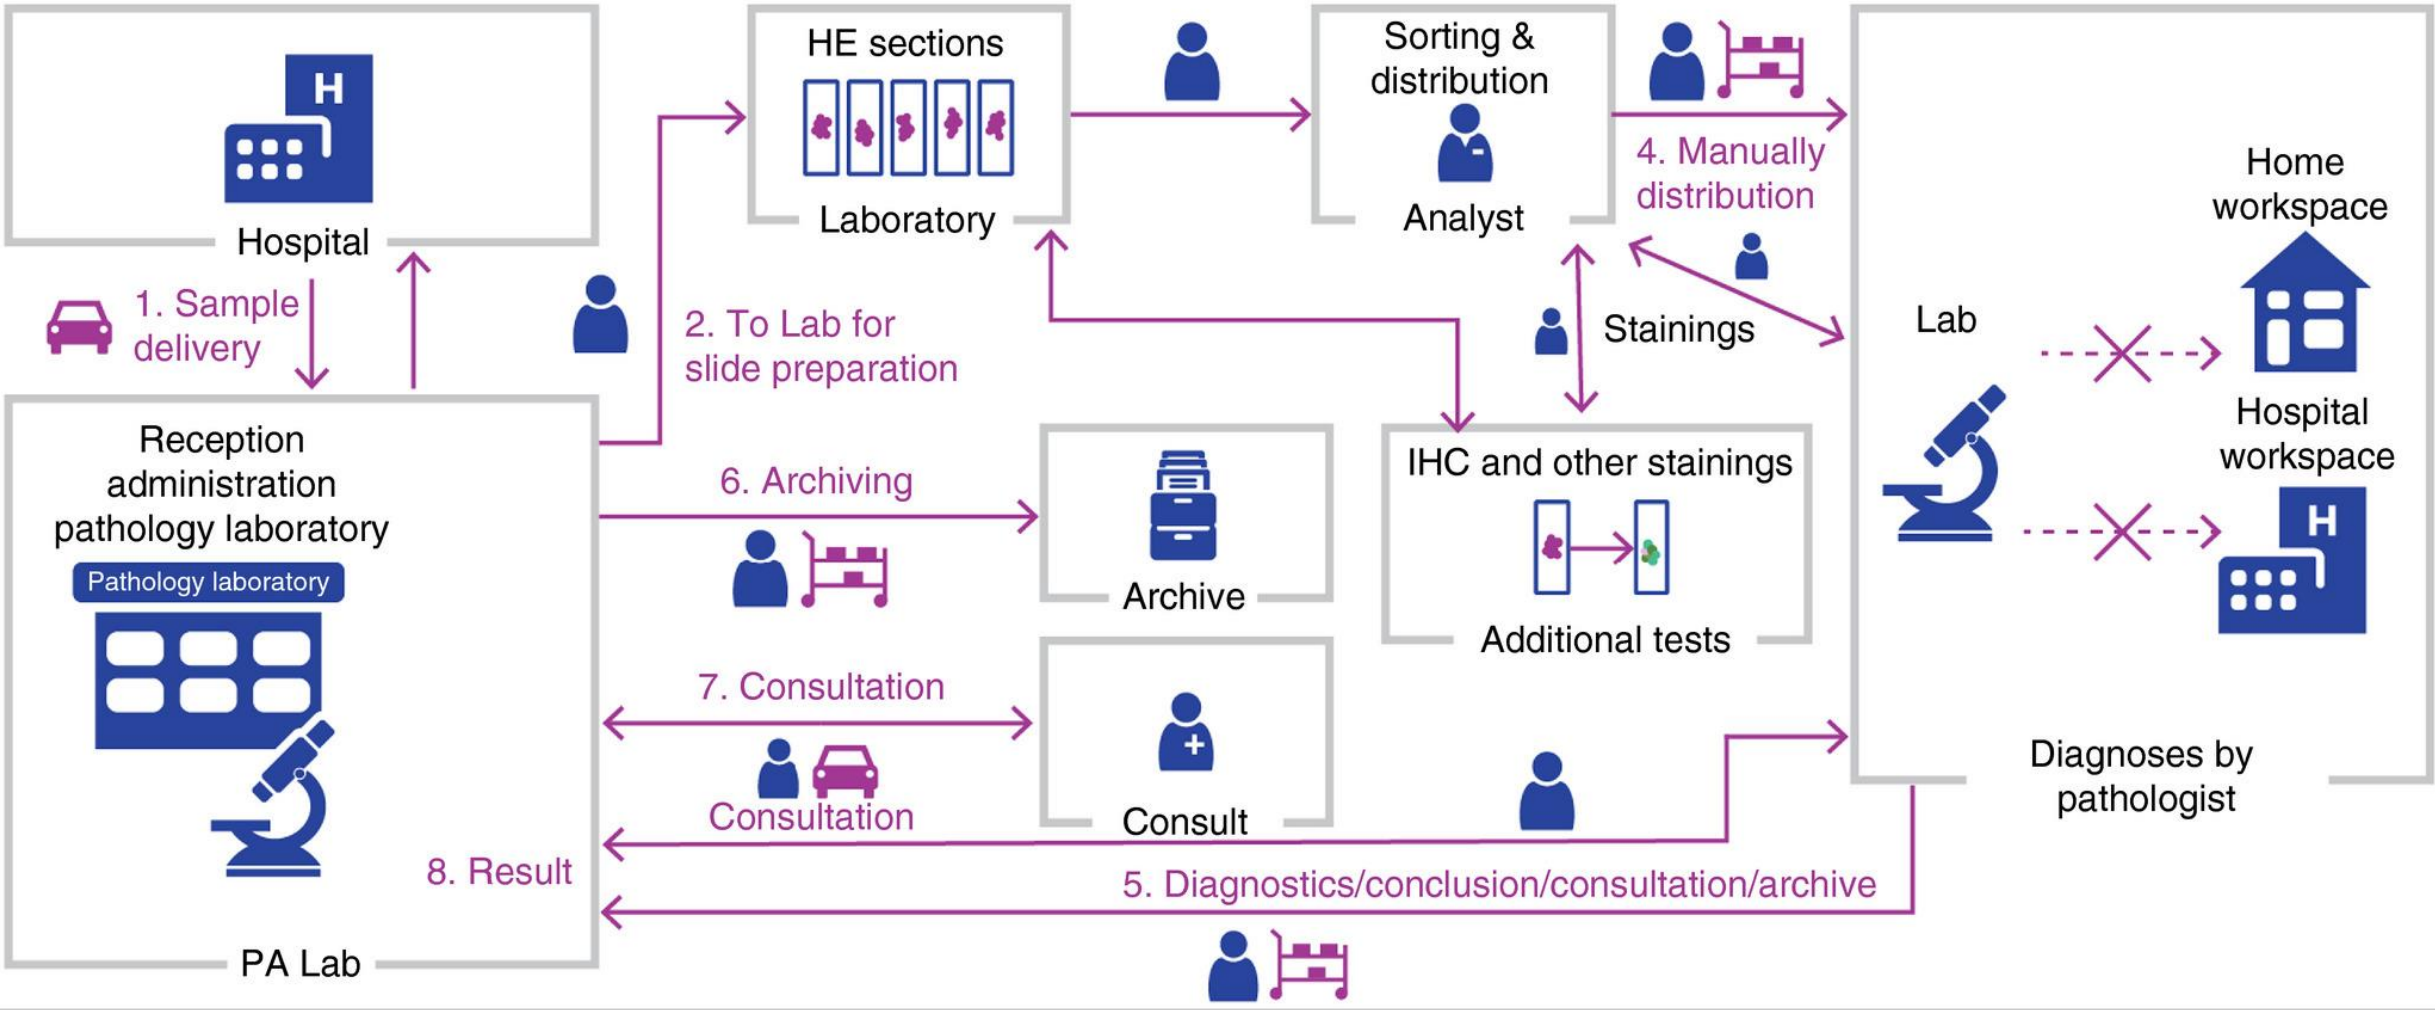 H
Hospital
1. Sample
delivery
HE sections
Laboratory
Sorting &
distribution
Analyst
4. Manually
distribution
2. To Lab for
slide preparation
Stainings
Home
workspace
Lab
Hospital
workspace
H
Diagnoses by
pathologist
Reception
administration
pathology laboratory
Pathology laboratory
8. Result
PA Lab
6. Archiving
Archive
IHC and other stainings
Additional tests
7. Consultation
Consultation
Consult
5. Diagnostics/conclusion/consultation/archive